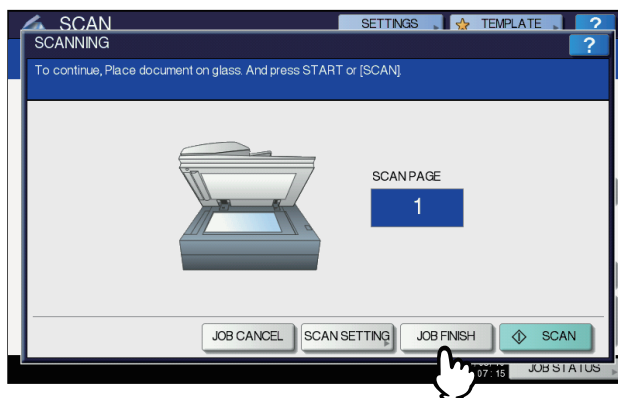 SCAN
SETTINGS
TEMPLATE
?
SCANNING
?
To continue, Place document on glass. And press START or [SCAN].
SCAN PAGE
1
JOB CANCEL
SCAN SETTING
JOB FINISH
SCAN
07 : 15
JOB STATUS